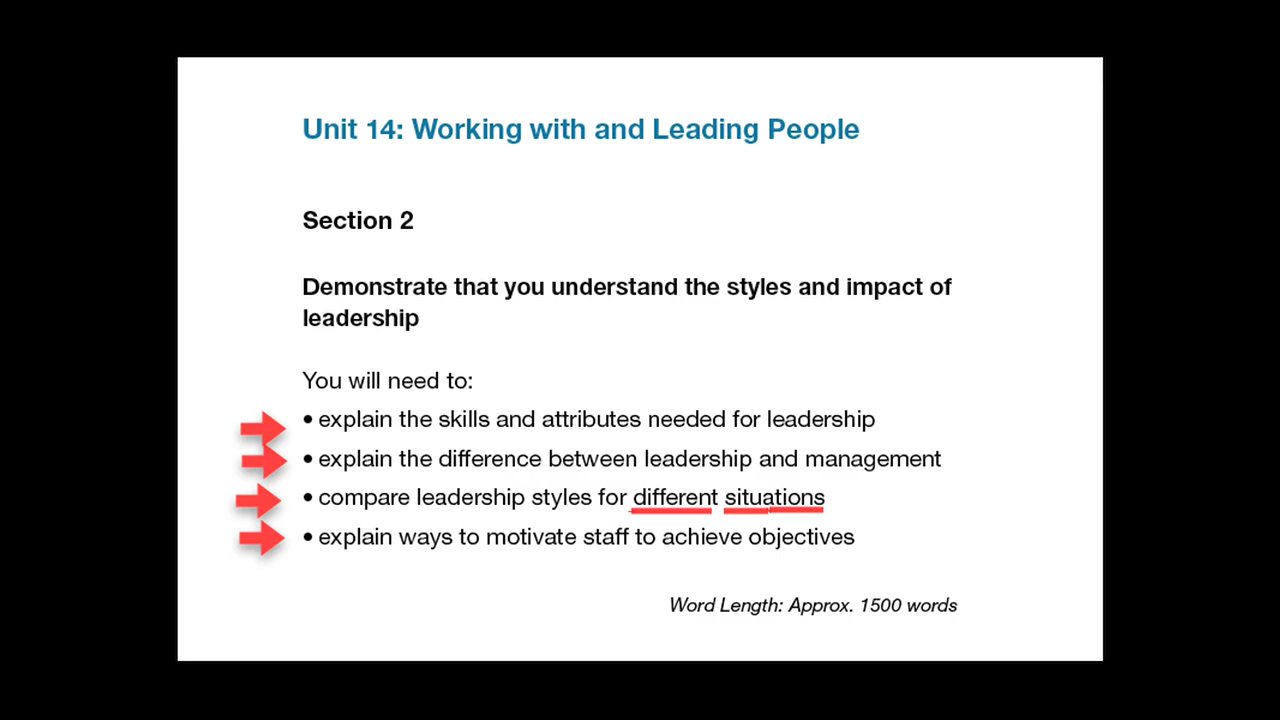 Unit 14: Working with and Leading People
Section 2
Demonstrate that you understand the styles and impact of
leadership
You will need to:
• explain the skills and attributes needed for leadership
• explain the difference between leadership and management
• compare leadership styles for different situations
• explain ways to motivate staff to achieve objectives
Word Length: Approx. 1500 words